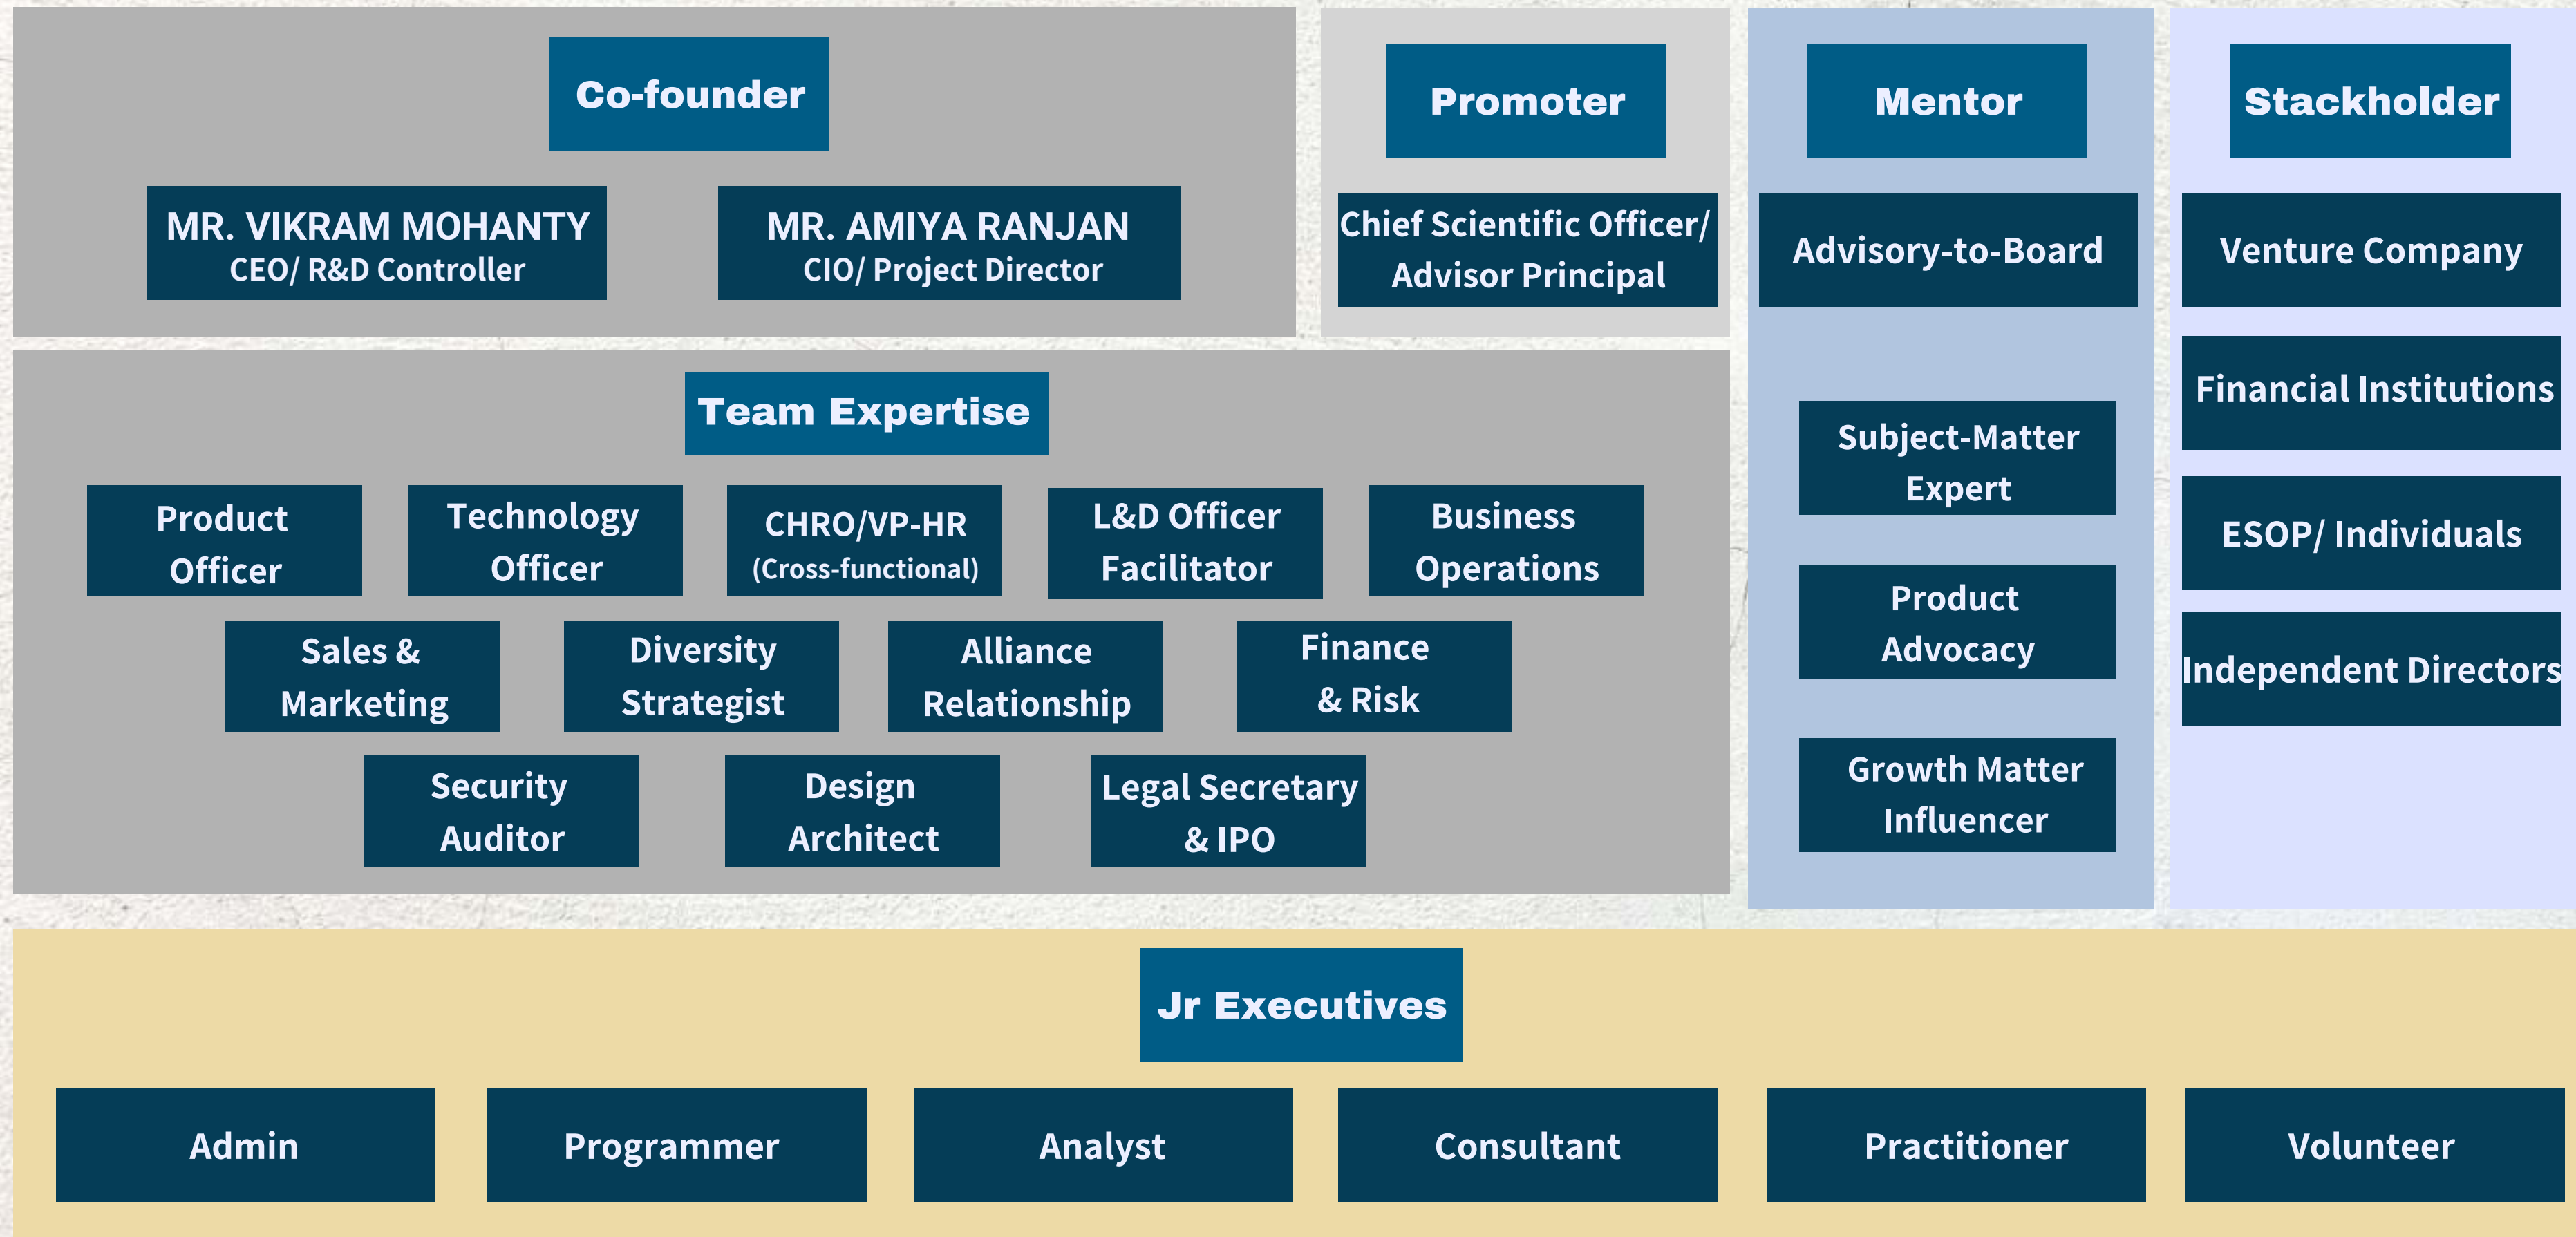 Co-founder
MR. VIKRAM MOHANTY
CEO/ R&D Controller
MR. AMIYA RANJAN
CIO/ Project Director
Promoter
Chief Scientific Officer/
Advisor Principal
Mentor
Advisory-to-Board
Subject-Matter
Expert
Product
Advocacy
Growth Matter
Influencer
Stackholder
Venture Company
Financial Institutions
ESOP/ Individuals
Independent Directors
Team Expertise
Product
Officer
Technology
Officer
CHRO/VP-HR
(Cross-functional)
L&D Officer
Facilitator
Business
Operations
Sales &
Marketing
Diversity
Strategist
Alliance
Relationship
Finance
& Risk
Security
Auditor
Design
Architect
Legal Secretary
& IPO
Jr Executives
Admin
Programmer
Analyst
Consultant
Practitioner
Volunteer